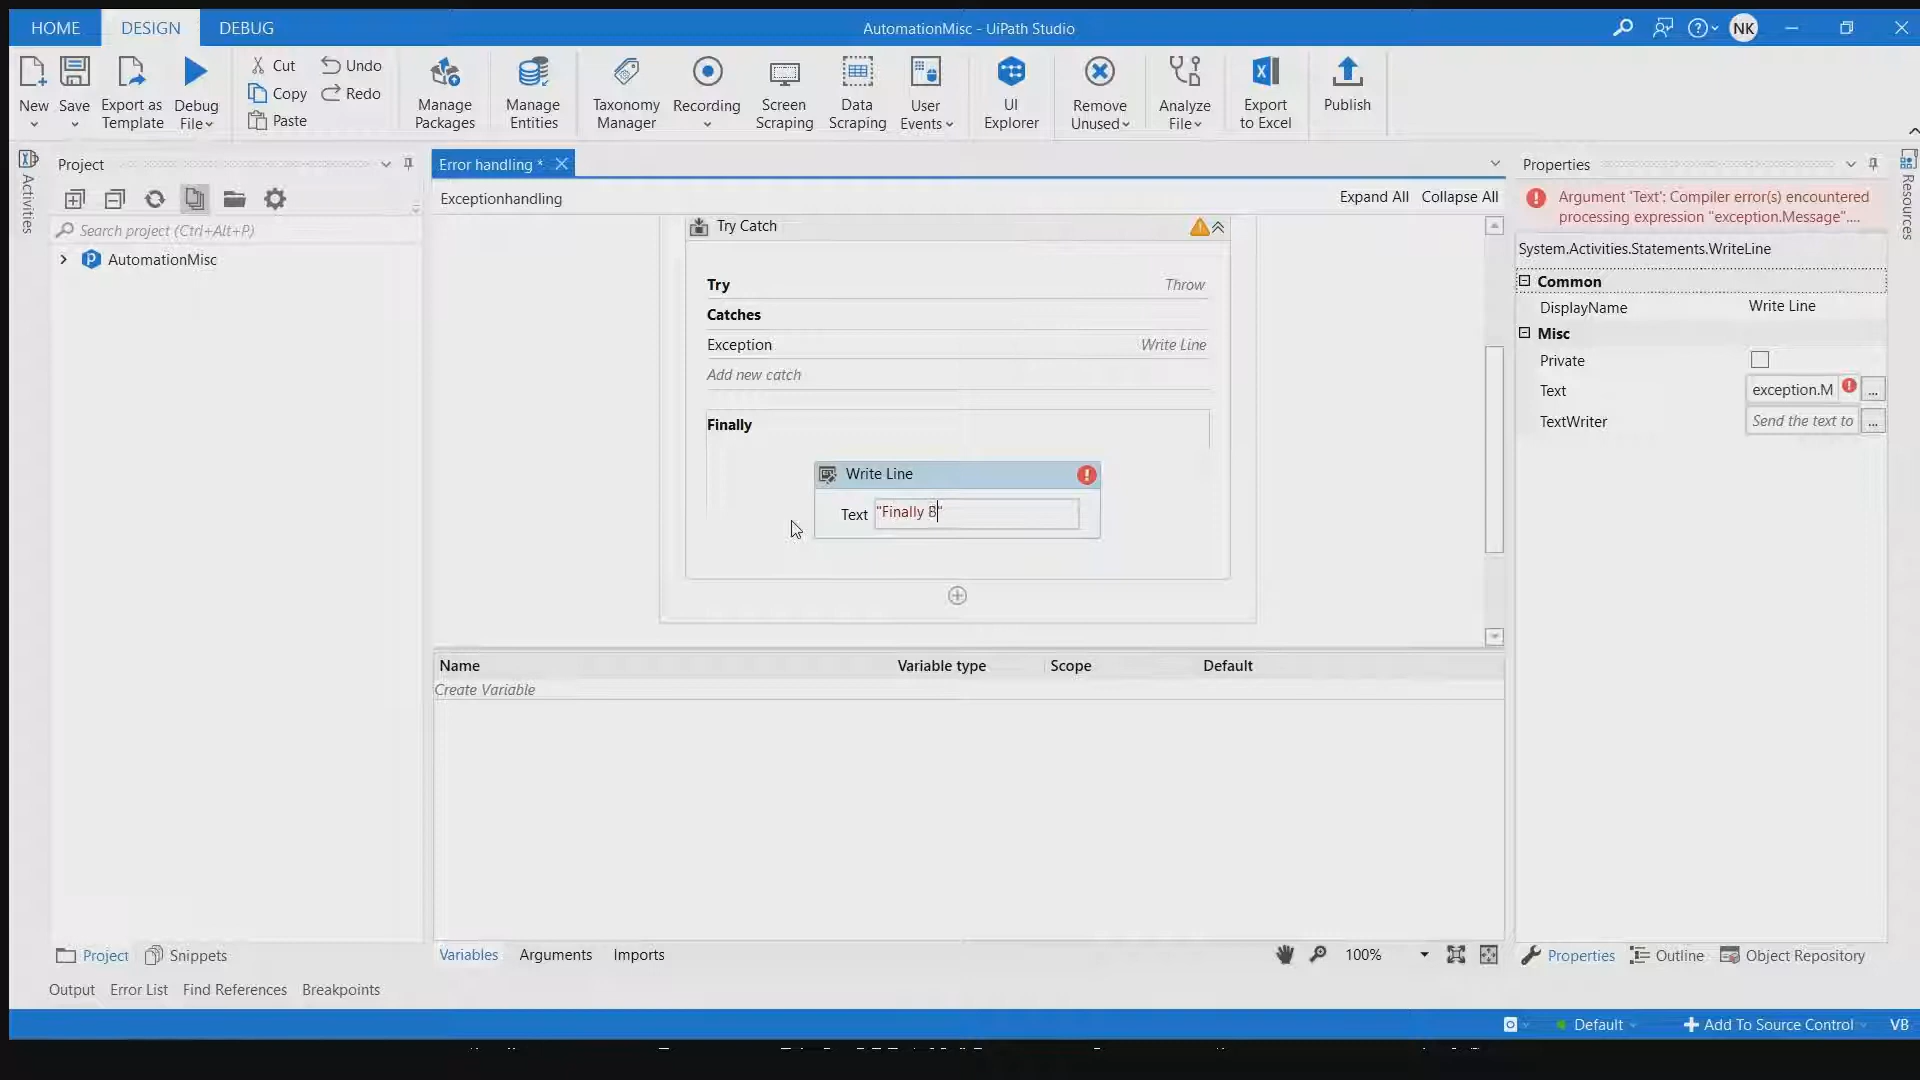 HOME DESIGN DEBUG AutomationMisc - UiPath Studio NK
New Save Export as Template Debug File Cut Copy Paste Undo Redo Manage Packages Manage Entities Taxonomy Manager Recording Screen Scraping Data Scraping User Events UI Explorer Remove Unused Analyze File Export to Excel Publish
Activities
Project
Search project (Ctrl+Alt+P)
AutomationMisc
Error handling *
Exceptionhandling Expand All Collapse All
Try Catch
Try Throw
Catches
Exception Write Line
Add new catch
Finally
Write Line
Text "Finally B"
Name Variable type Scope Default
Create Variable
Variables Arguments Imports 100%
Properties
Argument 'Text': Compiler error(s) encountered
processing expression "exception.Message"....
System.Activities.Statements.WriteLine
Common
DisplayName Write Line
Misc
Private
Text exception.M ...
TextWriter Send the text to ...
Resources
Project Snippets
Properties Outline Object Repository
Output Error List Find References Breakpoints
Default Add To Source Control VB